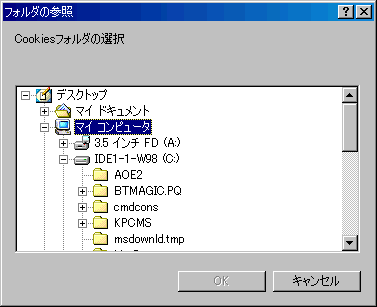 フォルダの参照
Cookiesフォルダの選択
デスクトップ
マイ ドキュメント
マイ コンピュータ
3.5 インチ FD (A:)
IDE1-1-W98 (C:)
AOE2
BTMAGIC.PQ
cmdcons
KPCMS
msdownld.tmp
OK
キャンセル